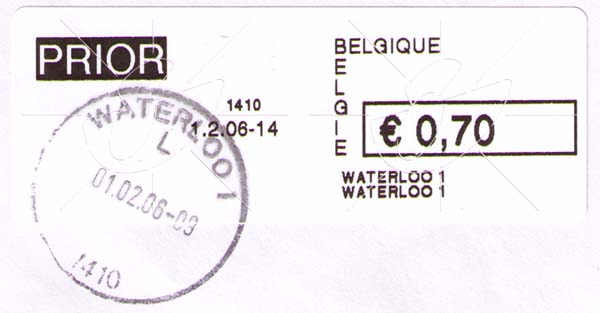 PRIOR
BELGIQUE
BELGIE
1410
1.2.06-14
€ 0,70
WATERLOO 1
WATERLOO 1
WATERLOO 1
L
01.02.06-09
1410